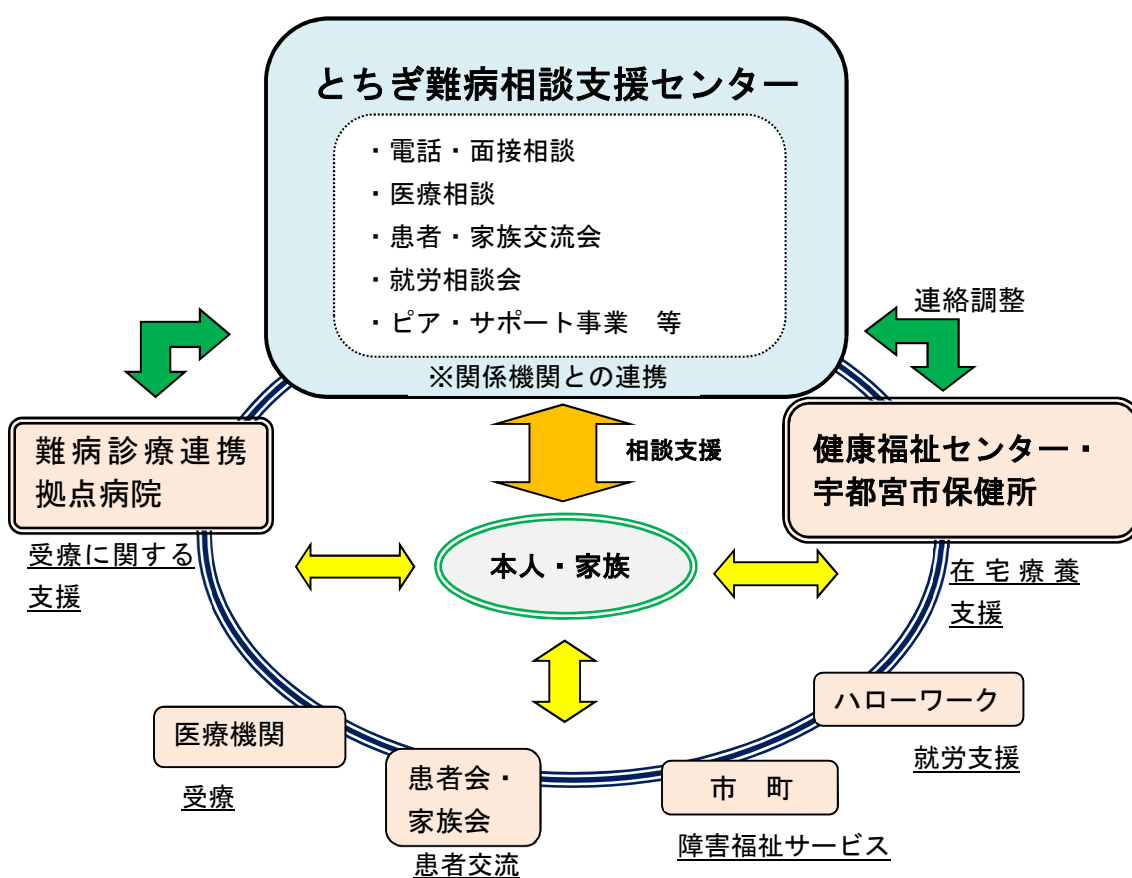 とちぎ難病相談支援センター
・電話・面接相談
・医療相談
・患者・家族交流会
・就労相談会
・ピア・サポート事業　等
※関係機関との連携
連絡調整
難病診療連携
拠点病院
受療に関する
支援
相談支援
健康福祉センター・
宇都宮市保健所
在宅療養
支援
本人・家族
医療機関
受療
患者会・
家族会
患者交流
市　町
障害福祉サービス
ハローワーク
就労支援